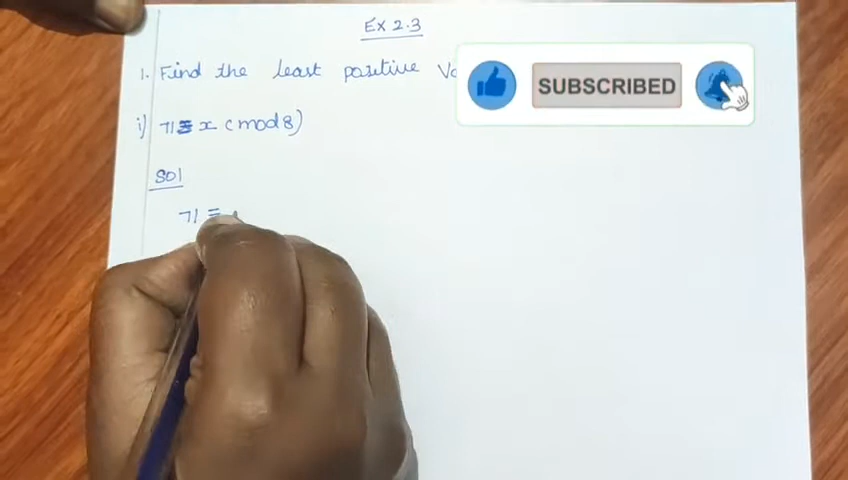 Ex 2.3
1. Find the least positive
SUBSCRIBED
i) 71 ≡ x (mod 8)
Sol
71 ≡